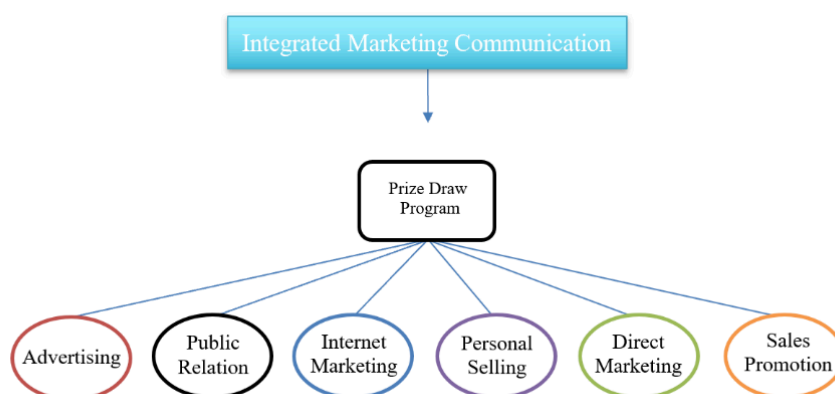 Integrated Marketing Communication
Prize Draw
Program
Advertising
Public
Relation
Internet
Marketing
Personal
Selling
Direct
Marketing
Sales
Promotion